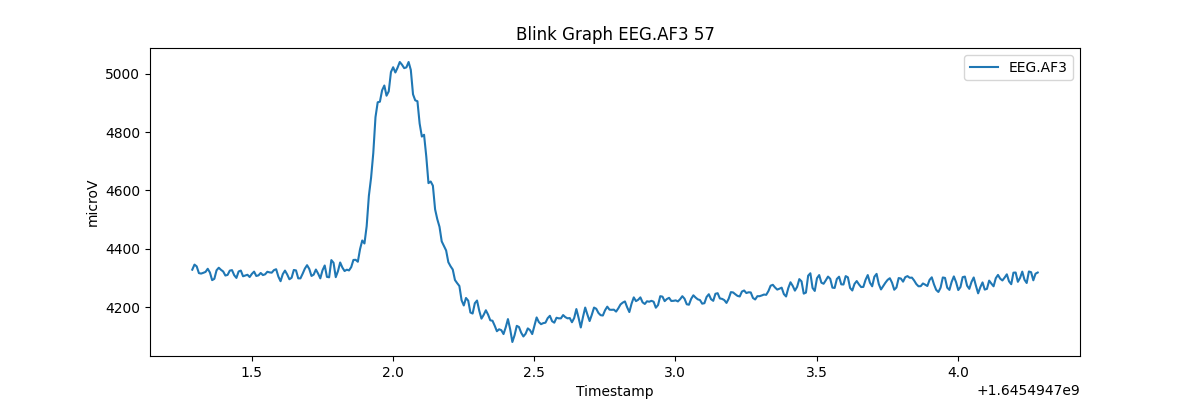 Blink Graph EEG.AF3 57
EEG.AF3
5000
4800
4600
4400
4200
microV
1.5 2.0 2.5 3.0 3.5 4.0
Timestamp
+1.6454947e9